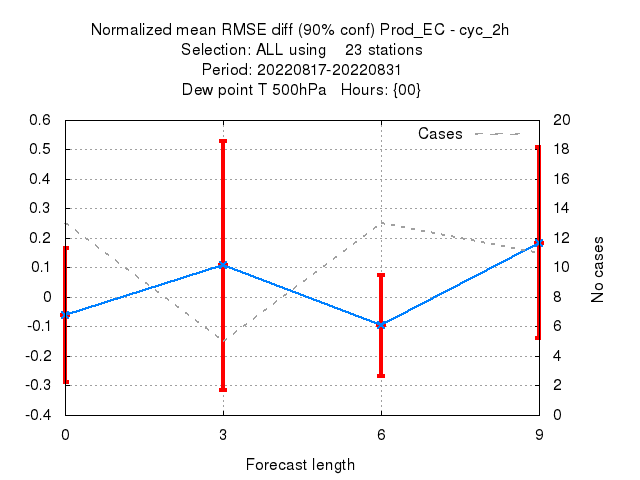 Normalized mean RMSE diff (90% conf) Prod_EC - cyc_2h
Selection: ALL using    23 stations
Period: 20220817-20220831
Dew point T 500hPa   Hours: {00}
Cases
0.6
0.5
0.4
0.3
0.2
0.1
0
-0.1
-0.2
-0.3
-0.4
20
18
16
14
12
10
8
6
4
2
0
No cases
0 3 6 9
Forecast length